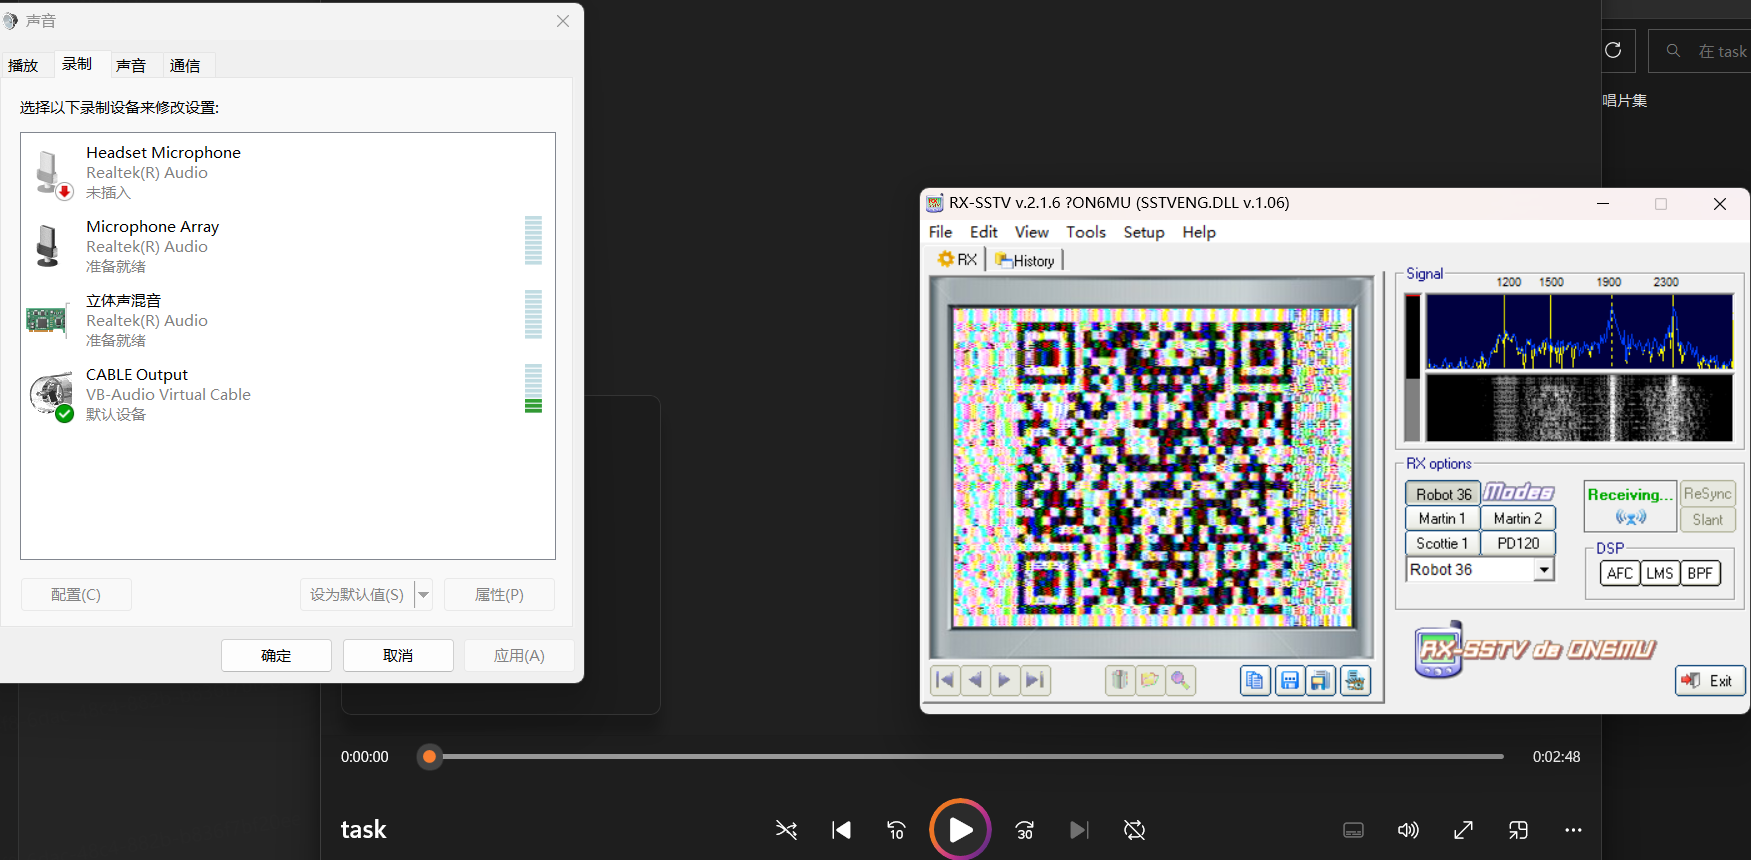 声音
播放 录制 声音 通信
选择以下录制设备来修改设置:
Headset Microphone
Realtek(R) Audio
未插入
Microphone Array
Realtek(R) Audio
准备就绪
立体声混音
Realtek(R) Audio
准备就绪
CABLE Output
VB-Audio Virtual Cable
默认设备
配置(C) 设为默认值(S) 属性(P)
确定 取消 应用(A)
在 task
唱片集
RX-SSTV v.2.1.6 ?ON6MU (SSTVENG.DLL v.1.06)
File Edit View Tools Setup Help
RX History
Signal
1200 1500 1900 2300
RX options
Robot 36 Modes
Martin 1 Martin 2
Scottie 1 PD120
Robot 36
Receiving...
ReSync
Slant
DSP
AFC LMS BPF
RX-SSTV de ON6MU
Exit
0:00:00 0:02:48
task
10 30